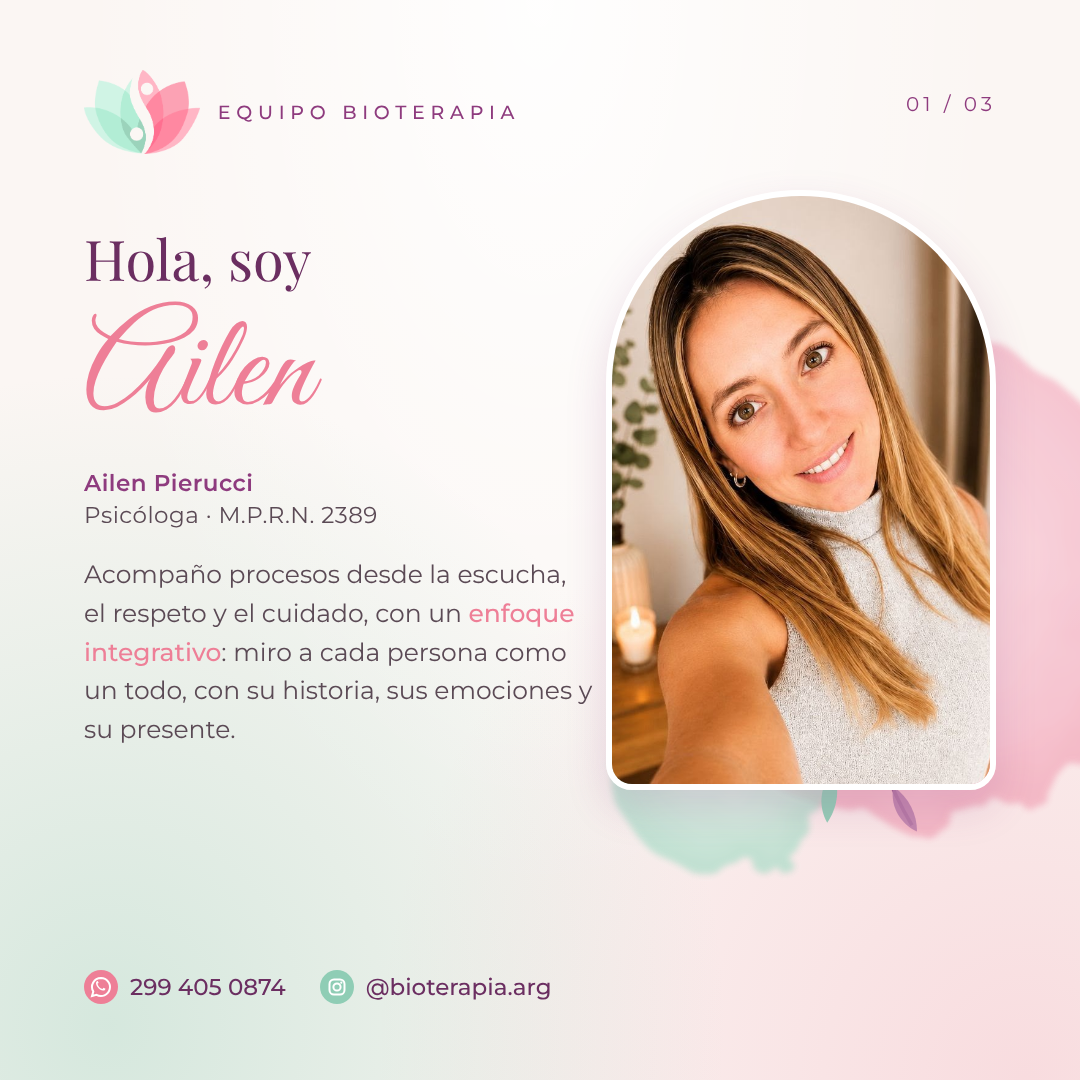 EQUIPO BIOTERAPIA
01 / 03
Hola, soy
Ailen
Ailen Pierucci
Psicóloga · M.P.R.N. 2389
Acompaño procesos desde la escucha,
el respeto y el cuidado, con un enfoque
integrativo: miro a cada persona como
un todo, con su historia, sus emociones y
su presente.
299 405 0874
@bioterapia.arg